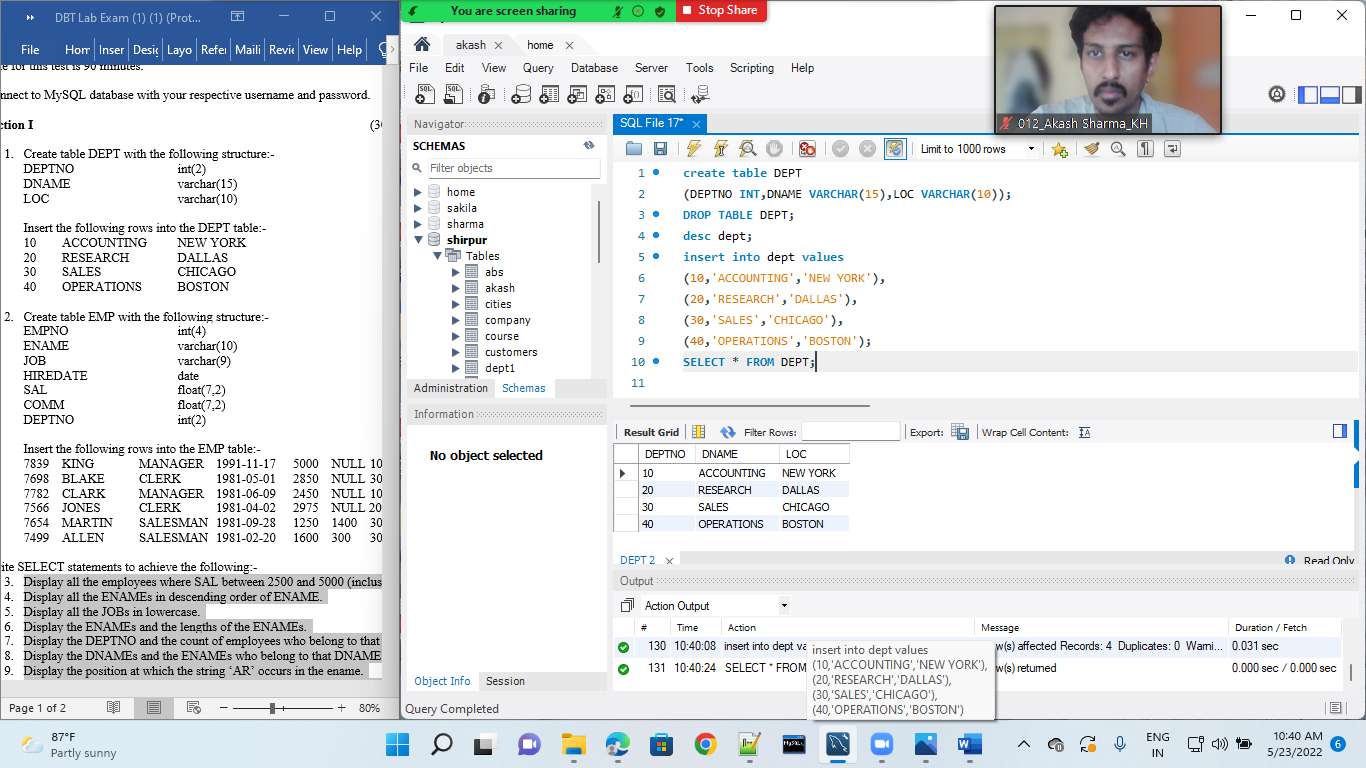 DBT Lab Exam (1) (1) (Prot...
File Hor Inser Desig Layo Refer Maili Revie View Help
e for this test is 90 minutes.
nnect to MySQL database with your respective username and password.
ction I (30
1. Create table DEPT with the following structure:-
DEPTNO int(2)
DNAME varchar(15)
LOC varchar(10)
Insert the following rows into the DEPT table:-
10 ACCOUNTING NEW YORK
20 RESEARCH DALLAS
30 SALES CHICAGO
40 OPERATIONS BOSTON
2. Create table EMP with the following structure:-
EMPNO int(4)
ENAME varchar(10)
JOB varchar(9)
HIREDATE date
SAL float(7,2)
COMM float(7,2)
DEPTNO int(2)
Insert the following rows into the EMP table:-
7839 KING MANAGER 1991-11-17 5000 NULL 10
7698 BLAKE CLERK 1981-05-01 2850 NULL 30
7782 CLARK MANAGER 1981-06-09 2450 NULL 10
7566 JONES CLERK 1981-04-02 2975 NULL 20
7654 MARTIN SALESMAN 1981-09-28 1250 1400 30
7499 ALLEN SALESMAN 1981-02-20 1600 300 30
ite SELECT statements to achieve the following:-
3. Display all the employees where SAL between 2500 and 5000 (inclus
4. Display all the ENAMEs in descending order of ENAME.
5. Display all the JOBs in lowercase.
6. Display the ENAMEs and the lengths of the ENAMEs.
7. Display the DEPTNO and the count of employees who belong to that
8. Display the DNAMEs and the ENAMEs who belong to that DNAME
9. Display the position at which the string ‘AR’ occurs in the ename.
Page 1 of 2 80%
You are screen sharing Stop Share
akash home
File Edit View Query Database Server Tools Scripting Help
012_Akash Sharma_KH
Navigator
SCHEMAS
Filter objects
home
sakila
sharma
shirpur
Tables
abs
akash
cities
company
course
customers
dept1
Administration Schemas
Information
No object selected
Object Info Session
Query Completed
SQL File 17*
Limit to 1000 rows
1 create table DEPT
2 (DEPTNO INT,DNAME VARCHAR(15),LOC VARCHAR(10));
3 DROP TABLE DEPT;
4 desc dept;
5 insert into dept values
6 (10,'ACCOUNTING','NEW YORK'),
7 (20,'RESEARCH','DALLAS'),
8 (30,'SALES','CHICAGO'),
9 (40,'OPERATIONS','BOSTON');
10 SELECT * FROM DEPT;
11
Result Grid Filter Rows: Export: Wrap Cell Content:
DEPTNO DNAME LOC
10 ACCOUNTING NEW YORK
20 RESEARCH DALLAS
30 SALES CHICAGO
40 OPERATIONS BOSTON
DEPT 2 Read Only
Output
Action Output
# Time Action Message Duration / Fetch
130 10:40:08 insert into dept va w(s) affected Records: 4 Duplicates: 0 Warni... 0.031 sec
131 10:40:24 SELECT * FROM w(s) returned 0.000 sec / 0.000 sec
insert into dept values
(10,'ACCOUNTING','NEW YORK'),
(20,'RESEARCH','DALLAS'),
(30,'SALES','CHICAGO'),
(40,'OPERATIONS','BOSTON')
87°F
Partly sunny
ENG
IN
10:40 AM
5/23/2022
6